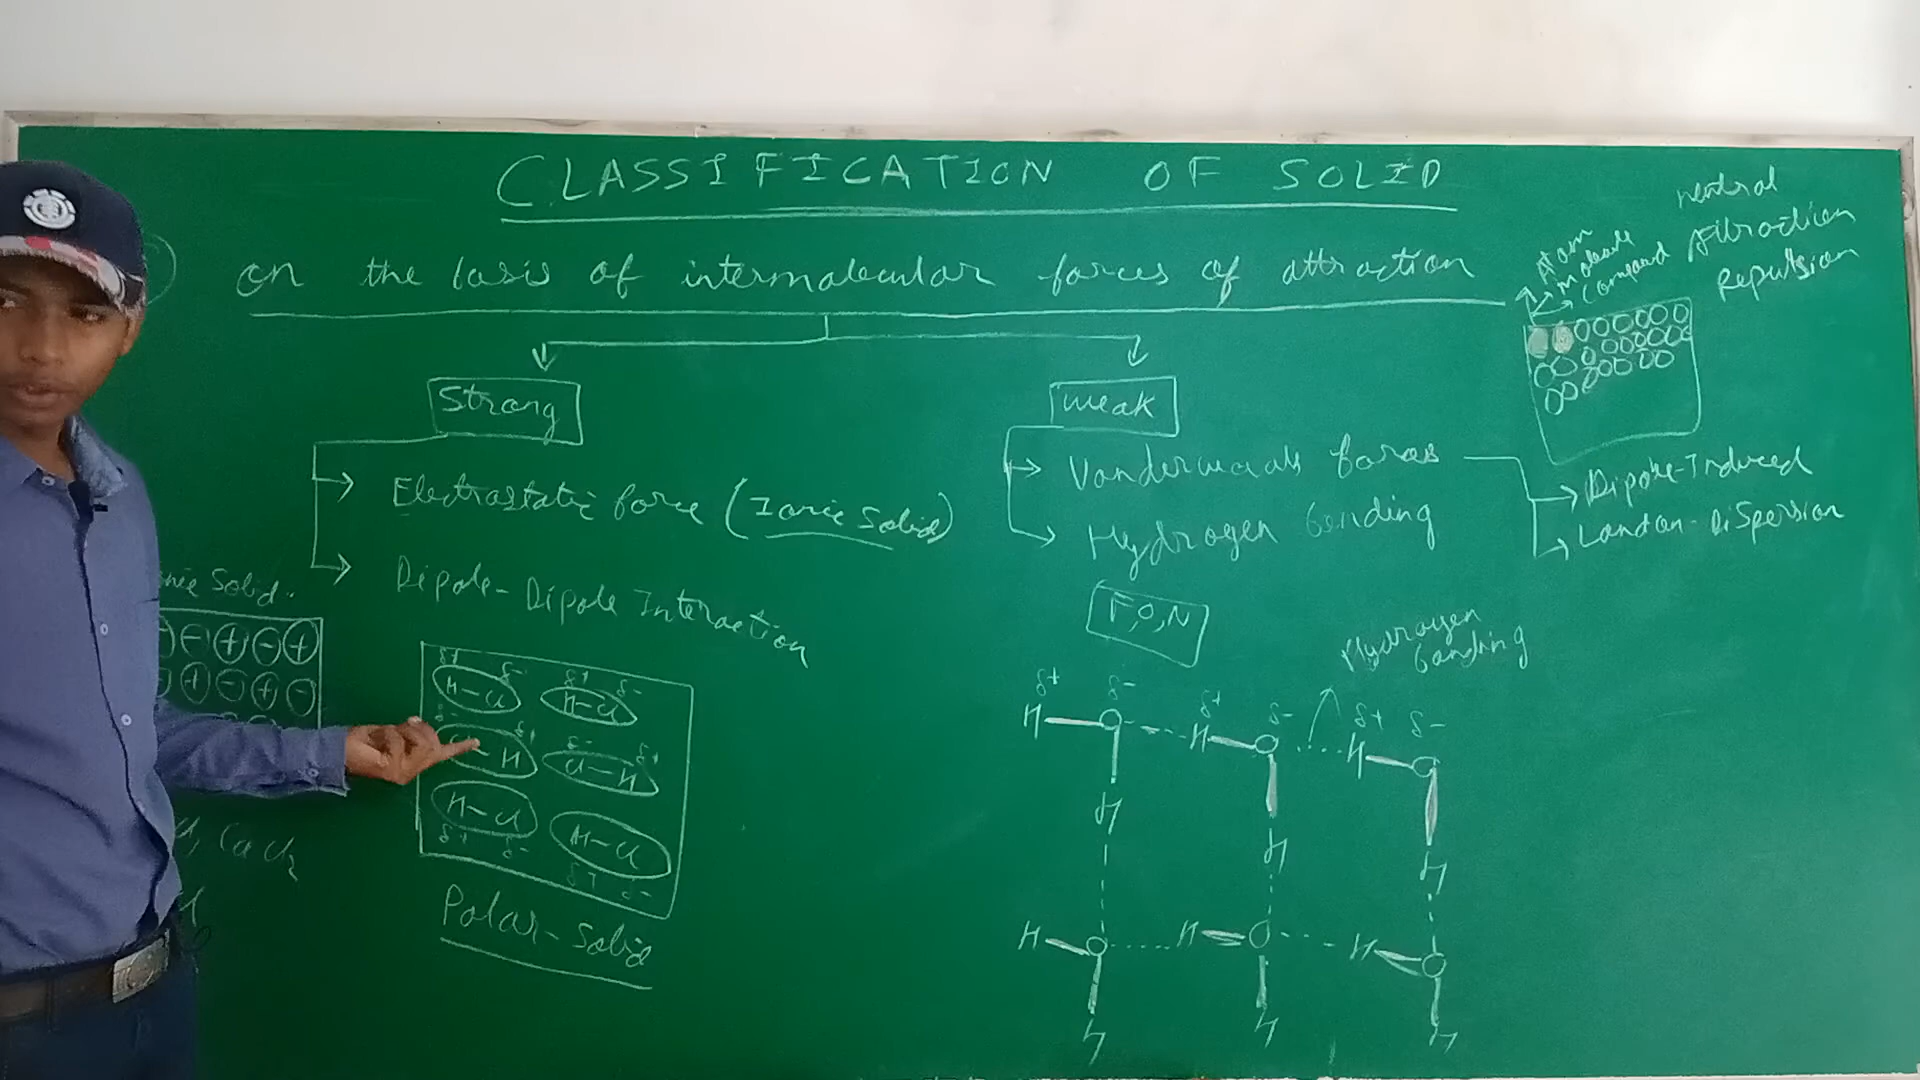 CLASSIFICATION OF SOLID
on the basis of intermolecular forces of attraction
Strong
Electrostatic force (Ionic Solid)
Dipole-Dipole Interaction
weak
Vanderwaals forces
Hydrogen bonding
Dipole-Induced
London-Dispersion
neutral
Attraction
Repulsion
Atom
molecule
Compound
Solid.
+ - +  +
+ - + -
δ+ δ- δ+ δ-
H-Cl H-Cl
δ+ δ- δ+
H Cl-H
H-Cl H-Cl
δ+ δ- δ+ δ-
Polar-Solid
CaCl2
F,O,N
Hydrogen bonding
δ+ δ- δ+ δ- δ+ δ-
H O H O H O
H H H
H O H O H O
H H H